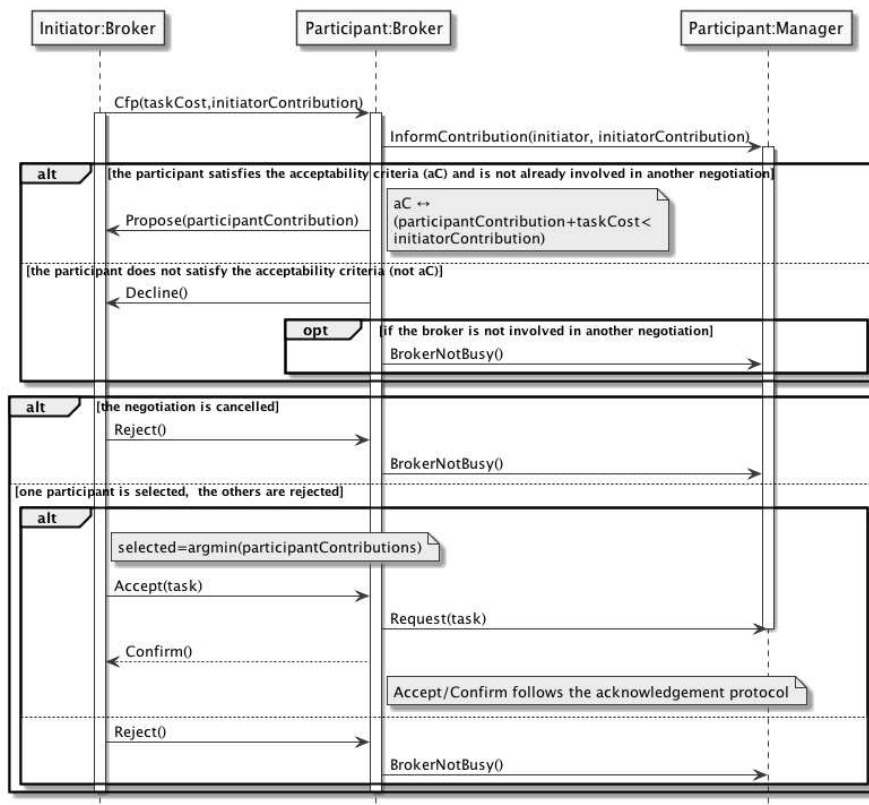 Initiator:Broker
Participant:Broker
Participant:Manager
Cfp(taskCost,initiatorContribution)
InformContribution(initiator, initiatorContribution)
alt
[the participant satisfies the acceptability criteria (aC) and is not already involved in another negotiation]
aC ↔
(participantContribution+taskCost<
initiatorContribution)
Propose(participantContribution)
[the participant does not satisfy the acceptability criteria (not aC)]
Decline()
opt
[if the broker is not involved in another negotiation]
BrokerNotBusy()
alt
[the negotiation is cancelled]
Reject()
BrokerNotBusy()
[one participant is selected, the others are rejected]
alt
selected=argmin(participantContributions)
Accept(task)
Request(task)
Confirm()
Accept/Confirm follows the acknowledgement protocol
Reject()
BrokerNotBusy()